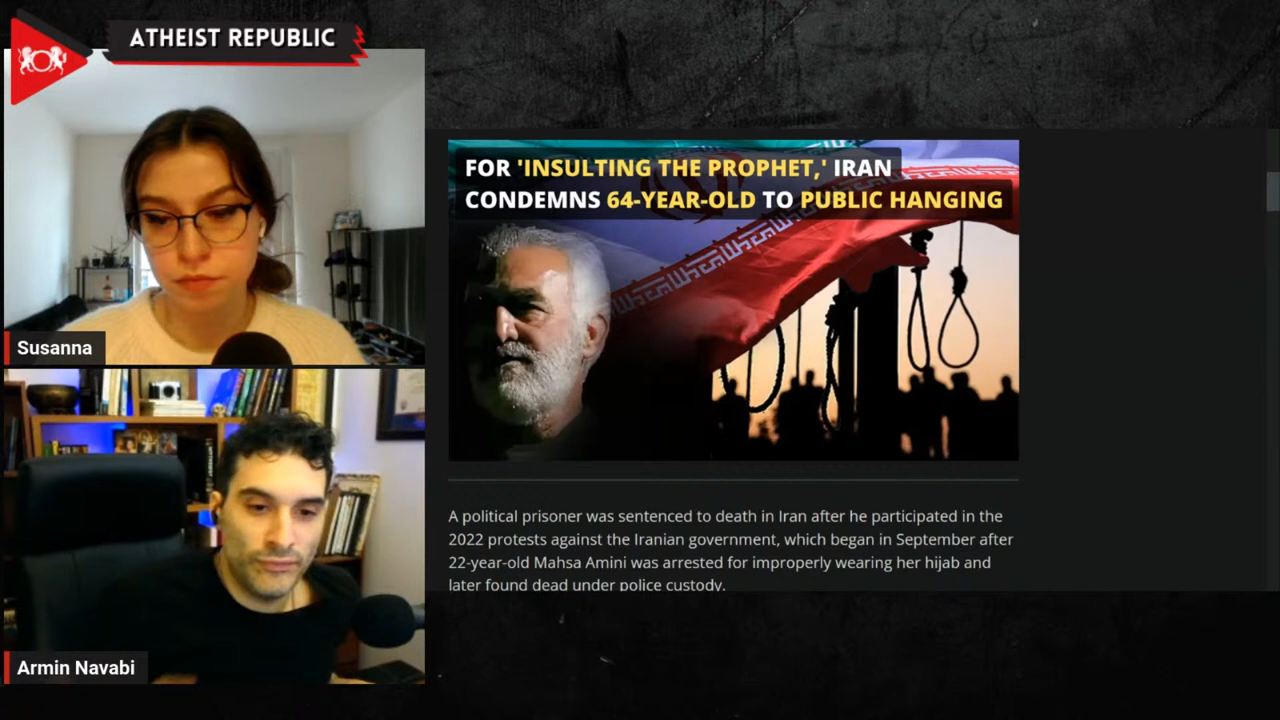 ATHEIST REPUBLIC
Susanna
Armin Navabi
FOR 'INSULTING THE PROPHET,' IRAN
CONDEMNS 64-YEAR-OLD TO PUBLIC HANGING
A political prisoner was sentenced to death in Iran after he participated in the
2022 protests against the Iranian government, which began in September after
22-year-old Mahsa Amini was arrested for improperly wearing her hijab and
later found dead under police custody.